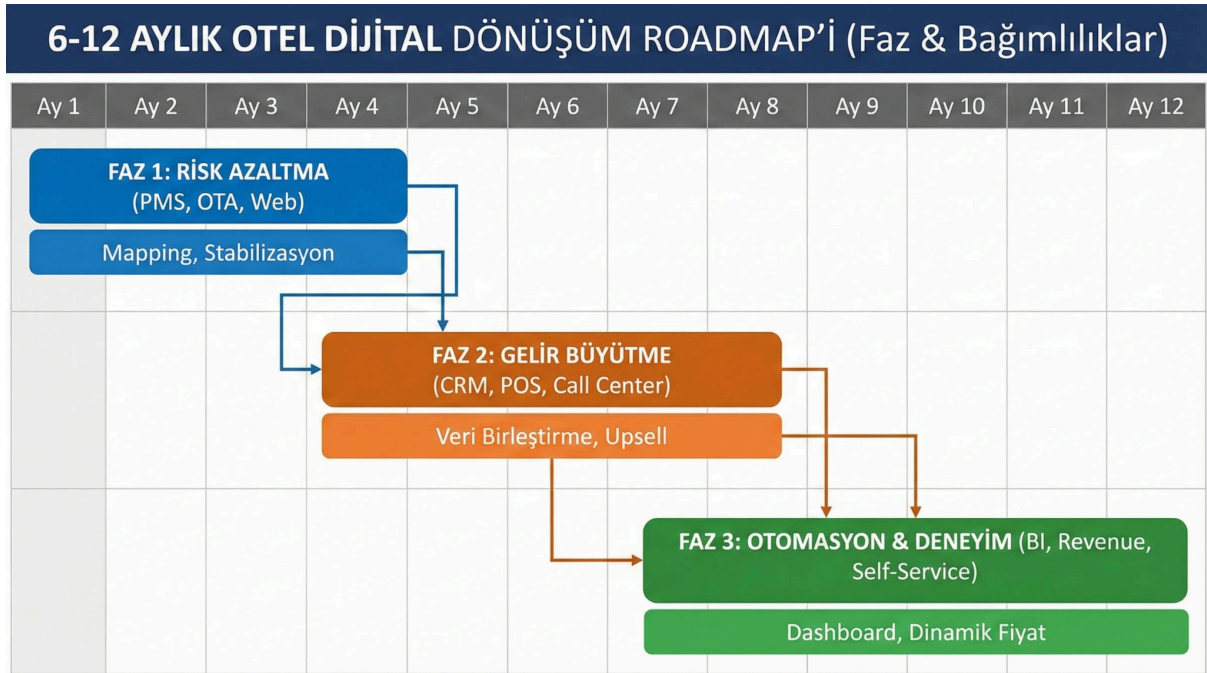 6-12 AYLIK OTEL DİJİTAL DÖNÜŞÜM ROADMAP’İ (Faz & Bağımlılıklar)
Ay 1 Ay 2 Ay 3 Ay 4 Ay 5 Ay 6 Ay 7 Ay 8 Ay 9 Ay 10 Ay 11 Ay 12
FAZ 1: RİSK AZALTMA
(PMS, OTA, Web)
Mapping, Stabilizasyon
FAZ 2: GELİR BÜYÜTME
(CRM, POS, Call Center)
Veri Birleştirme, Upsell
FAZ 3: OTOMASYON & DENEYİM (BI, Revenue,
Self-Service)
Dashboard, Dinamik Fiyat